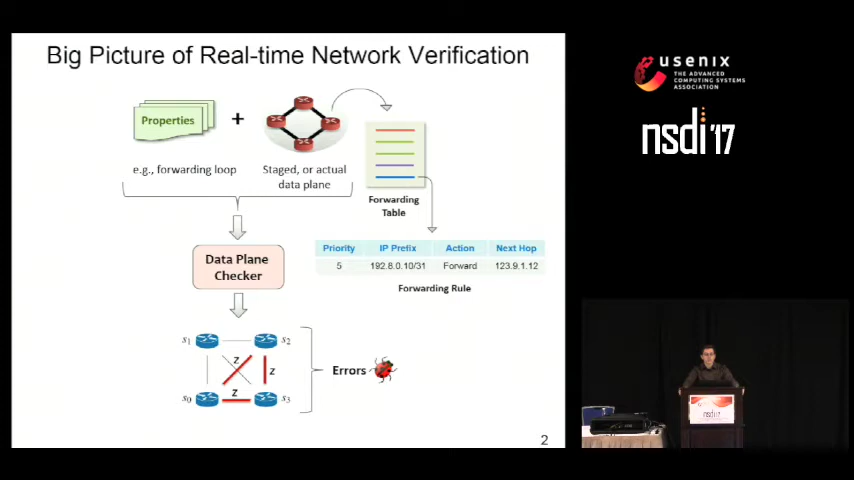 Big Picture of Real-time Network Verification
Properties
+
e.g., forwarding loop
Staged, or actual
data plane
Forwarding
Table
Data Plane
Checker
Priority IP Prefix Action Next Hop
5 192.8.0.10/31 Forward 123.9.1.12
Forwarding Rule
s1
s2
z
z
z
s0
s3
Errors
2
usenix
THE ADVANCED
COMPUTING SYSTEMS
ASSOCIATION
nsdi '17
nsdi